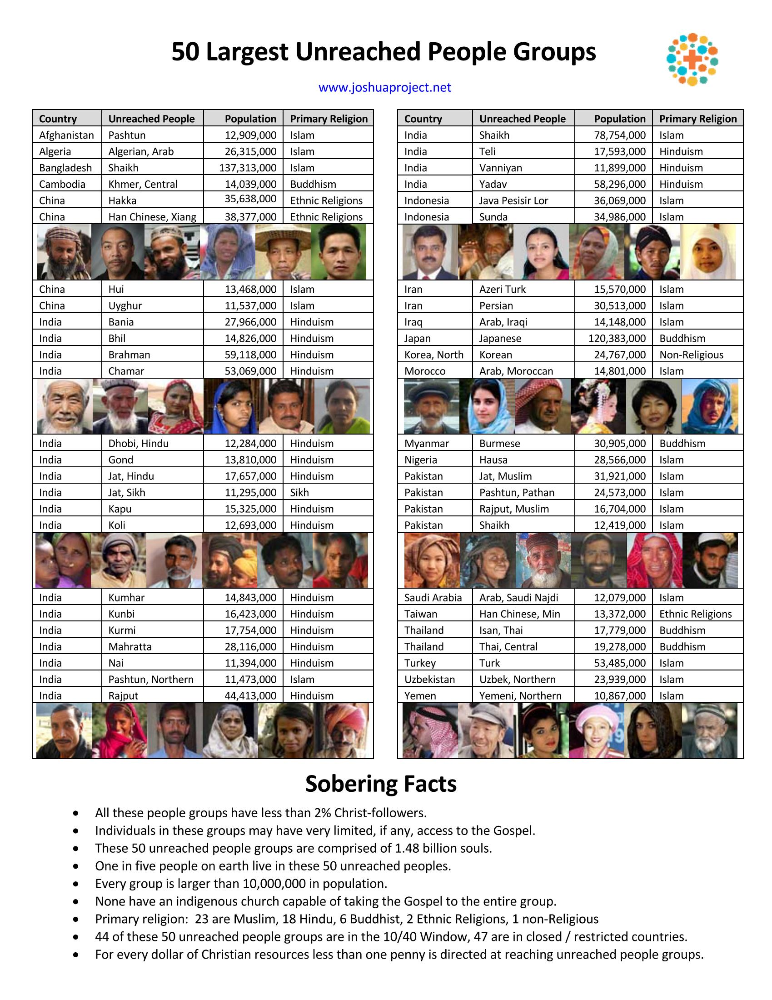 50 Largest Unreached People Groups
www.joshuaproject.net
Country Unreached People Population Primary Religion
Afghanistan Pashtun 12,909,000 Islam
Algeria Algerian, Arab 26,315,000 Islam
Bangladesh Shaikh 137,313,000 Islam
Cambodia Khmer, Central 14,039,000 Buddhism
China Hakka 35,638,000 Ethnic Religions
China Han Chinese, Xiang 38,377,000 Ethnic Religions
China Hui 13,468,000 Islam
China Uyghur 11,537,000 Islam
India Bania 27,966,000 Hinduism
India Bhil 14,826,000 Hinduism
India Brahman 59,118,000 Hinduism
India Chamar 53,069,000 Hinduism
India Dhobi, Hindu 12,284,000 Hinduism
India Gond 13,810,000 Hinduism
India Jat, Hindu 17,657,000 Hinduism
India Jat, Sikh 11,295,000 Sikh
India Kapu 15,325,000 Hinduism
India Koli 12,693,000 Hinduism
India Kumhar 14,843,000 Hinduism
India Kunbi 16,423,000 Hinduism
India Kurmi 17,754,000 Hinduism
India Mahratta 28,116,000 Hinduism
India Nai 11,394,000 Hinduism
India Pashtun, Northern 11,473,000 Islam
India Rajput 44,413,000 Hinduism
Country Unreached People Population Primary Religion
India Shaikh 78,754,000 Islam
India Teli 17,593,000 Hinduism
India Vanniyan 11,899,000 Hinduism
India Yadav 58,296,000 Hinduism
Indonesia Java Pesisir Lor 36,069,000 Islam
Indonesia Sunda 34,986,000 Islam
Iran Azeri Turk 15,570,000 Islam
Iran Persian 30,513,000 Islam
Iraq Arab, Iraqi 14,148,000 Islam
Japan Japanese 120,383,000 Buddhism
Korea, North Korean 24,767,000 Non-Religious
Morocco Arab, Moroccan 14,801,000 Islam
Myanmar Burmese 30,905,000 Buddhism
Nigeria Hausa 28,566,000 Islam
Pakistan Jat, Muslim 31,921,000 Islam
Pakistan Pashtun, Pathan 24,573,000 Islam
Pakistan Rajput, Muslim 16,704,000 Islam
Pakistan Shaikh 12,419,000 Islam
Saudi Arabia Arab, Saudi Najdi 12,079,000 Islam
Taiwan Han Chinese, Min 13,372,000 Ethnic Religions
Thailand Isan, Thai 17,779,000 Buddhism
Thailand Thai, Central 19,278,000 Buddhism
Turkey Turk 53,485,000 Islam
Uzbekistan Uzbek, Northern 23,939,000 Islam
Yemen Yemeni, Northern 10,867,000 Islam
Sobering Facts
• All these people groups have less than 2% Christ-followers.
• Individuals in these groups may have very limited, if any, access to the Gospel.
• These 50 unreached people groups are comprised of 1.48 billion souls.
• One in five people on earth live in these 50 unreached peoples.
• Every group is larger than 10,000,000 in population.
• None have an indigenous church capable of taking the Gospel to the entire group.
• Primary religion:  23 are Muslim, 18 Hindu, 6 Buddhist, 2 Ethnic Religions, 1 non-Religious
• 44 of these 50 unreached people groups are in the 10/40 Window, 47 are in closed / restricted countries.
• For every dollar of Christian resources less than one penny is directed at reaching unreached people groups.